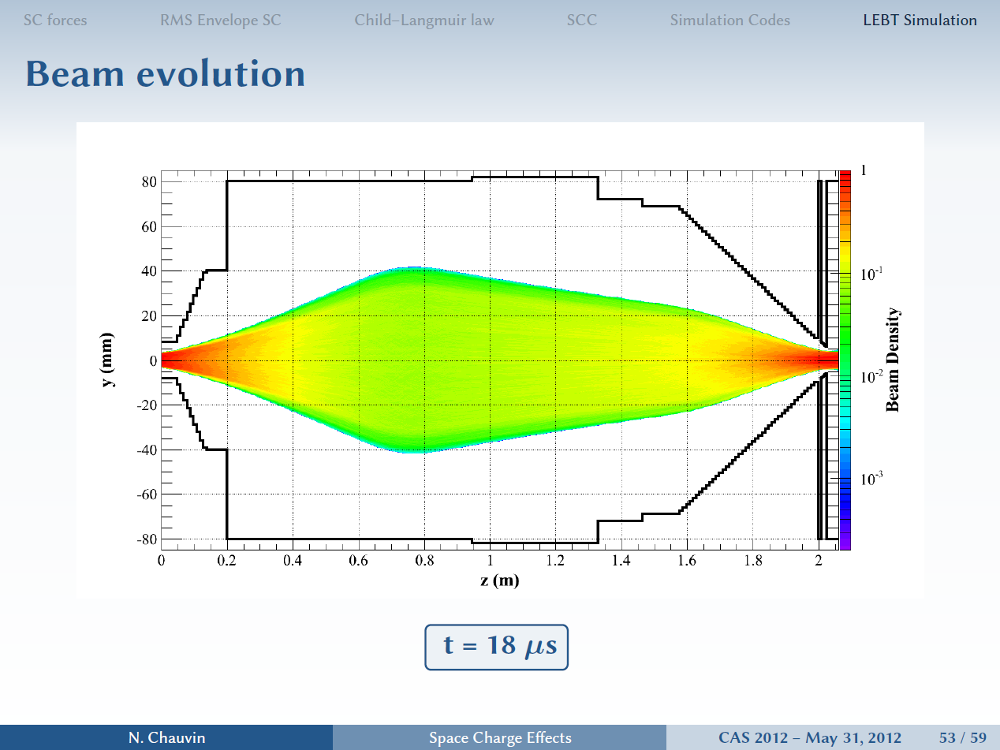 SC forces RMS Envelope SC Child–Langmuir law SCC Simulation Codes LEBT Simulation
Beam evolution
80
60
40
20
0
-20
-40
-60
-80
y (mm)
0 0.2 0.4 0.6 0.8 1 1.2 1.4 1.6 1.8 2
z (m)
1
10^-1
10^-2
10^-3
Beam Density
t = 18 μs
N. Chauvin Space Charge Effects CAS 2012 – May 31, 2012 53 / 59